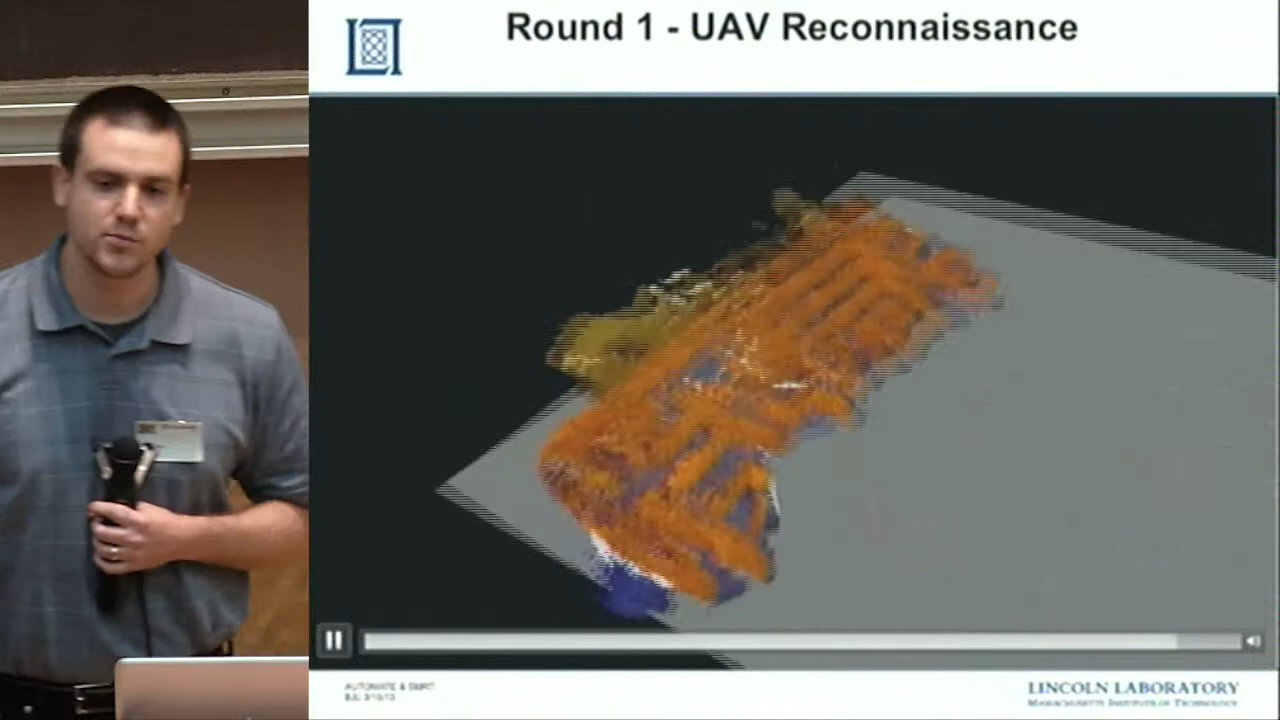 Round 1 - UAV Reconnaissance
LINCOLN LABORATORY
MASSACHUSETTS INSTITUTE OF TECHNOLOGY